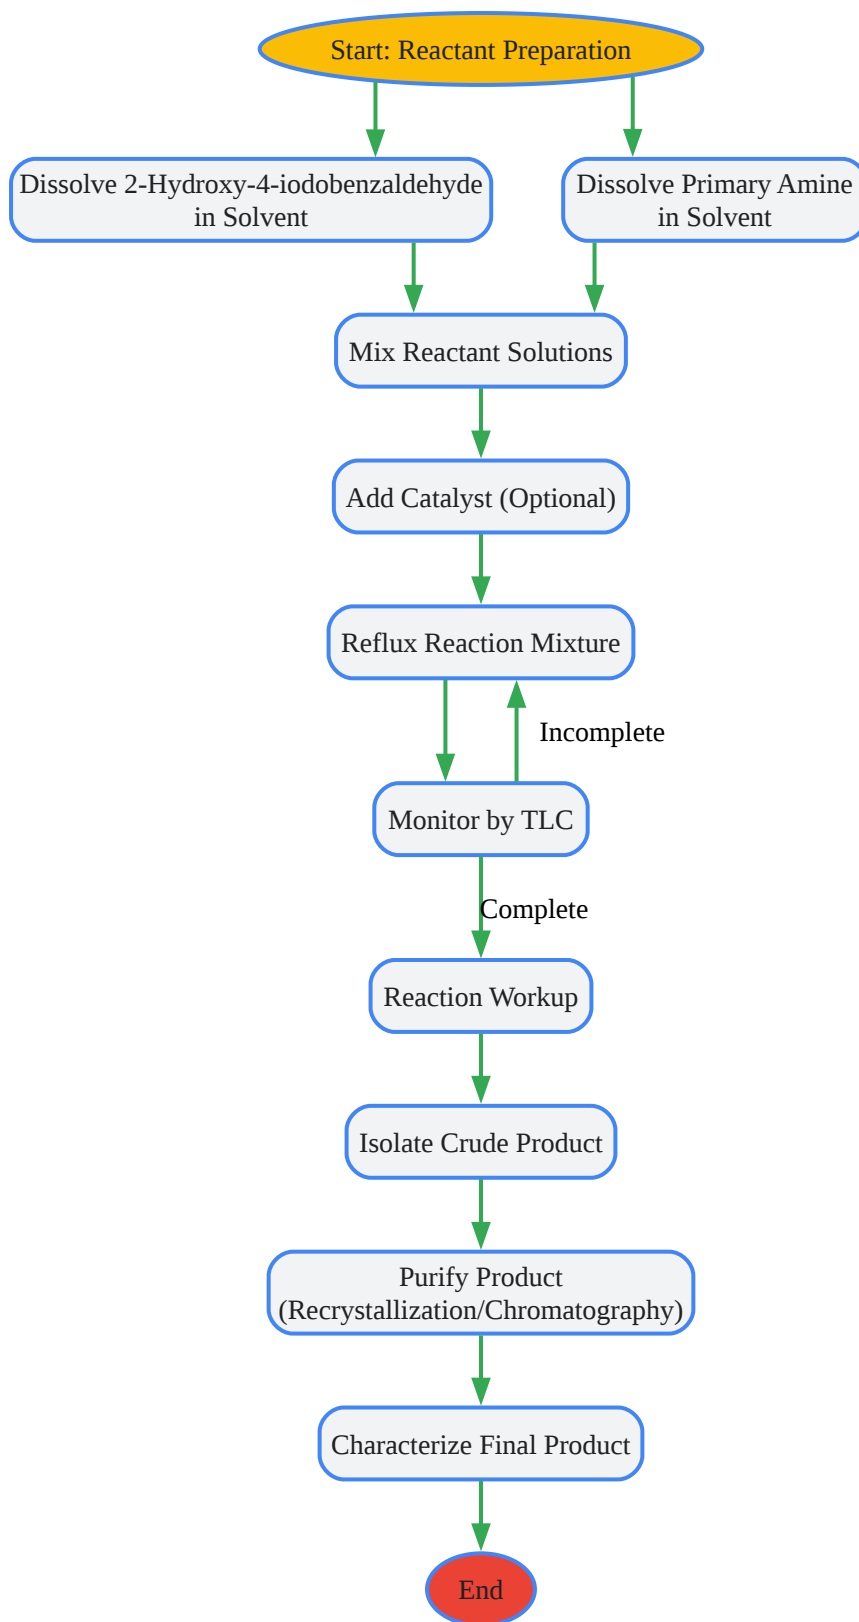 Start: Reactant Preparation
Dissolve 2-Hydroxy-4-iodobenzaldehyde
in Solvent
Dissolve Primary Amine
in Solvent
Mix Reactant Solutions
Add Catalyst (Optional)
Reflux Reaction Mixture
Incomplete
Monitor by TLC
Complete
Reaction Workup
Isolate Crude Product
Purify Product
(Recrystallization/Chromatography)
Characterize Final Product
End